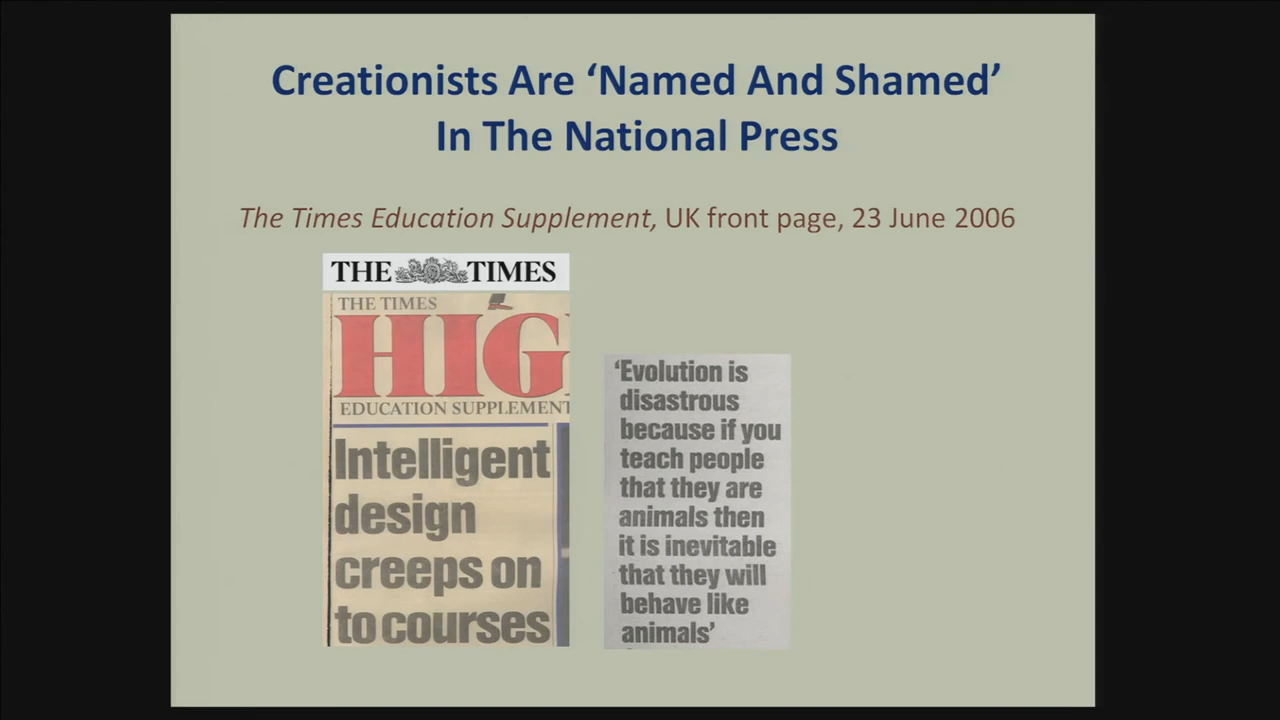 Creationists Are ‘Named And Shamed’
In The National Press
The Times Education Supplement, UK front page, 23 June 2006
THE TIMES
THE TIMES
HIG
EDUCATION SUPPLEMENT
Intelligent
design
creeps on
to courses
‘Evolution is
disastrous
because if you
teach people
that they are
animals then
it is inevitable
that they will
behave like
animals’